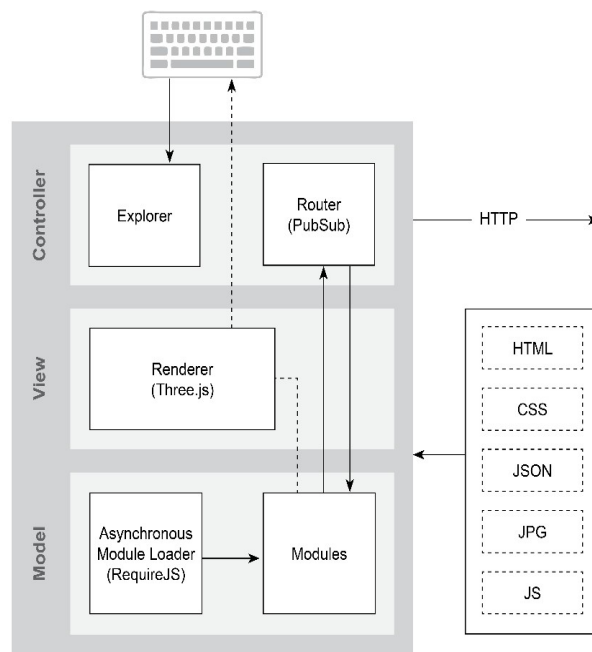 Controller
Explorer
Router
(PubSub)
HTTP
View
Renderer
(Three.js)
HTML
CSS
JSON
JPG
JS
Model
Asynchronous
Module Loader
(RequireJS)
Modules